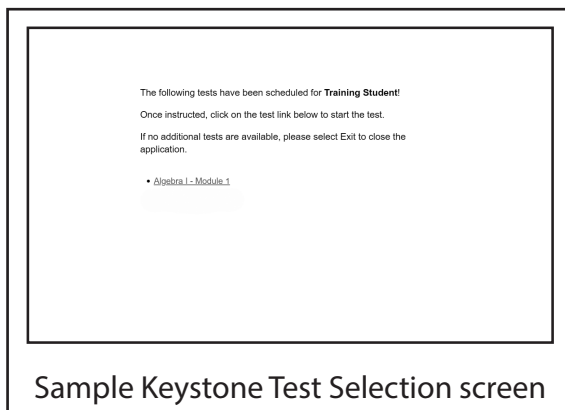 The following tests have been scheduled for Training Student!
Once instructed, click on the test link below to start the test.
If no additional tests are available, please select Exit to close the
application.
• Algebra I - Module 1
Sample Keystone Test Selection screen